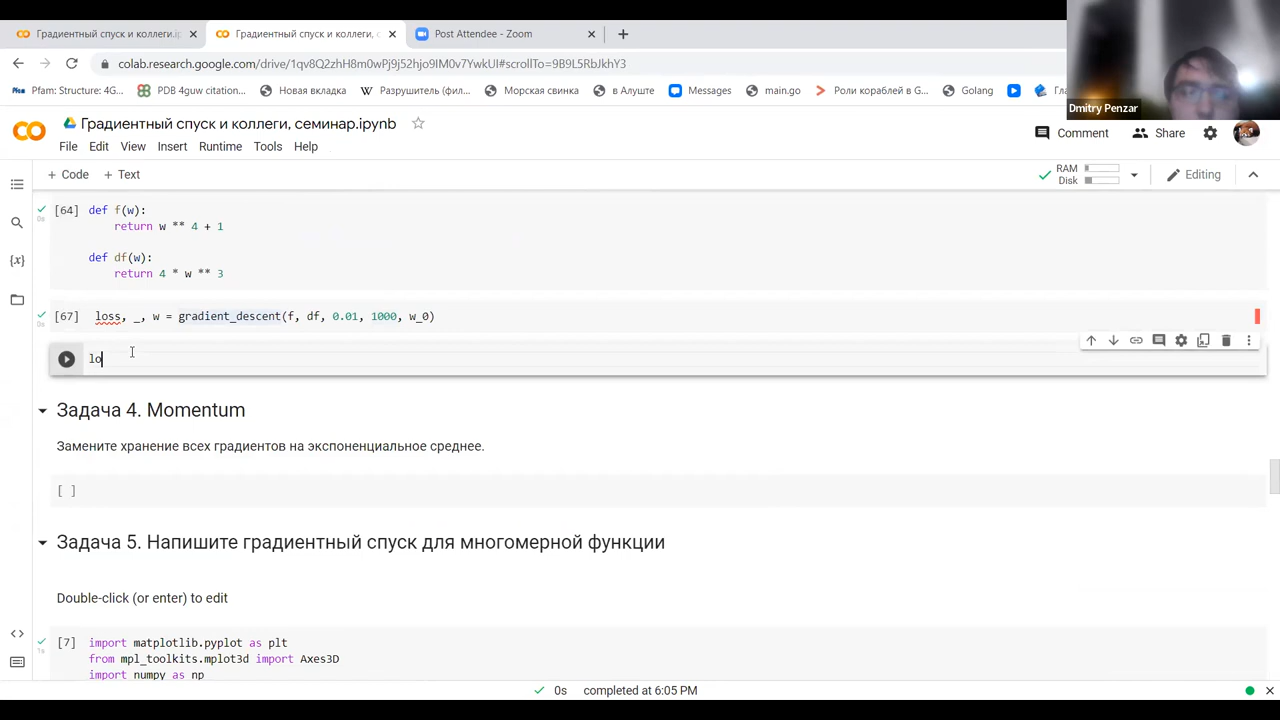 Градиентный спуск и коллеги.ip
Градиентный спуск и коллеги, с
Post Attendee - Zoom
colab.research.google.com/drive/1qv8Q2zhH8m0wPj9j52hjo9IM0v7YwkUI#scrollTo=9B9L5RbJkhY3
Pfam: Structure: 4G...
PDB 4guw citation...
Новая вкладка
Разрушитель (фил...
Морская свинка
в Алуште
Messages
main.go
Роли кораблей в G...
Golang
Dmitry Penzar
Градиентный спуск и коллеги, семинар.ipynb
Comment
Share
File Edit View Insert Runtime Tools Help
+ Code + Text
RAM
Disk
Editing
[64] def f(w):
return w ** 4 + 1
def df(w):
return 4 * w ** 3
[67] loss, _, w = gradient_descent(f, df, 0.01, 1000, w_0)
lo
Задача 4. Momentum
Замените хранение всех градиентов на экспоненциальное среднее.
[ ]
Задача 5. Напишите градиентный спуск для многомерной функции
Double-click (or enter) to edit
[7] import matplotlib.pyplot as plt
from mpl_toolkits.mplot3d import Axes3D
import numpy as np
0s completed at 6:05 PM